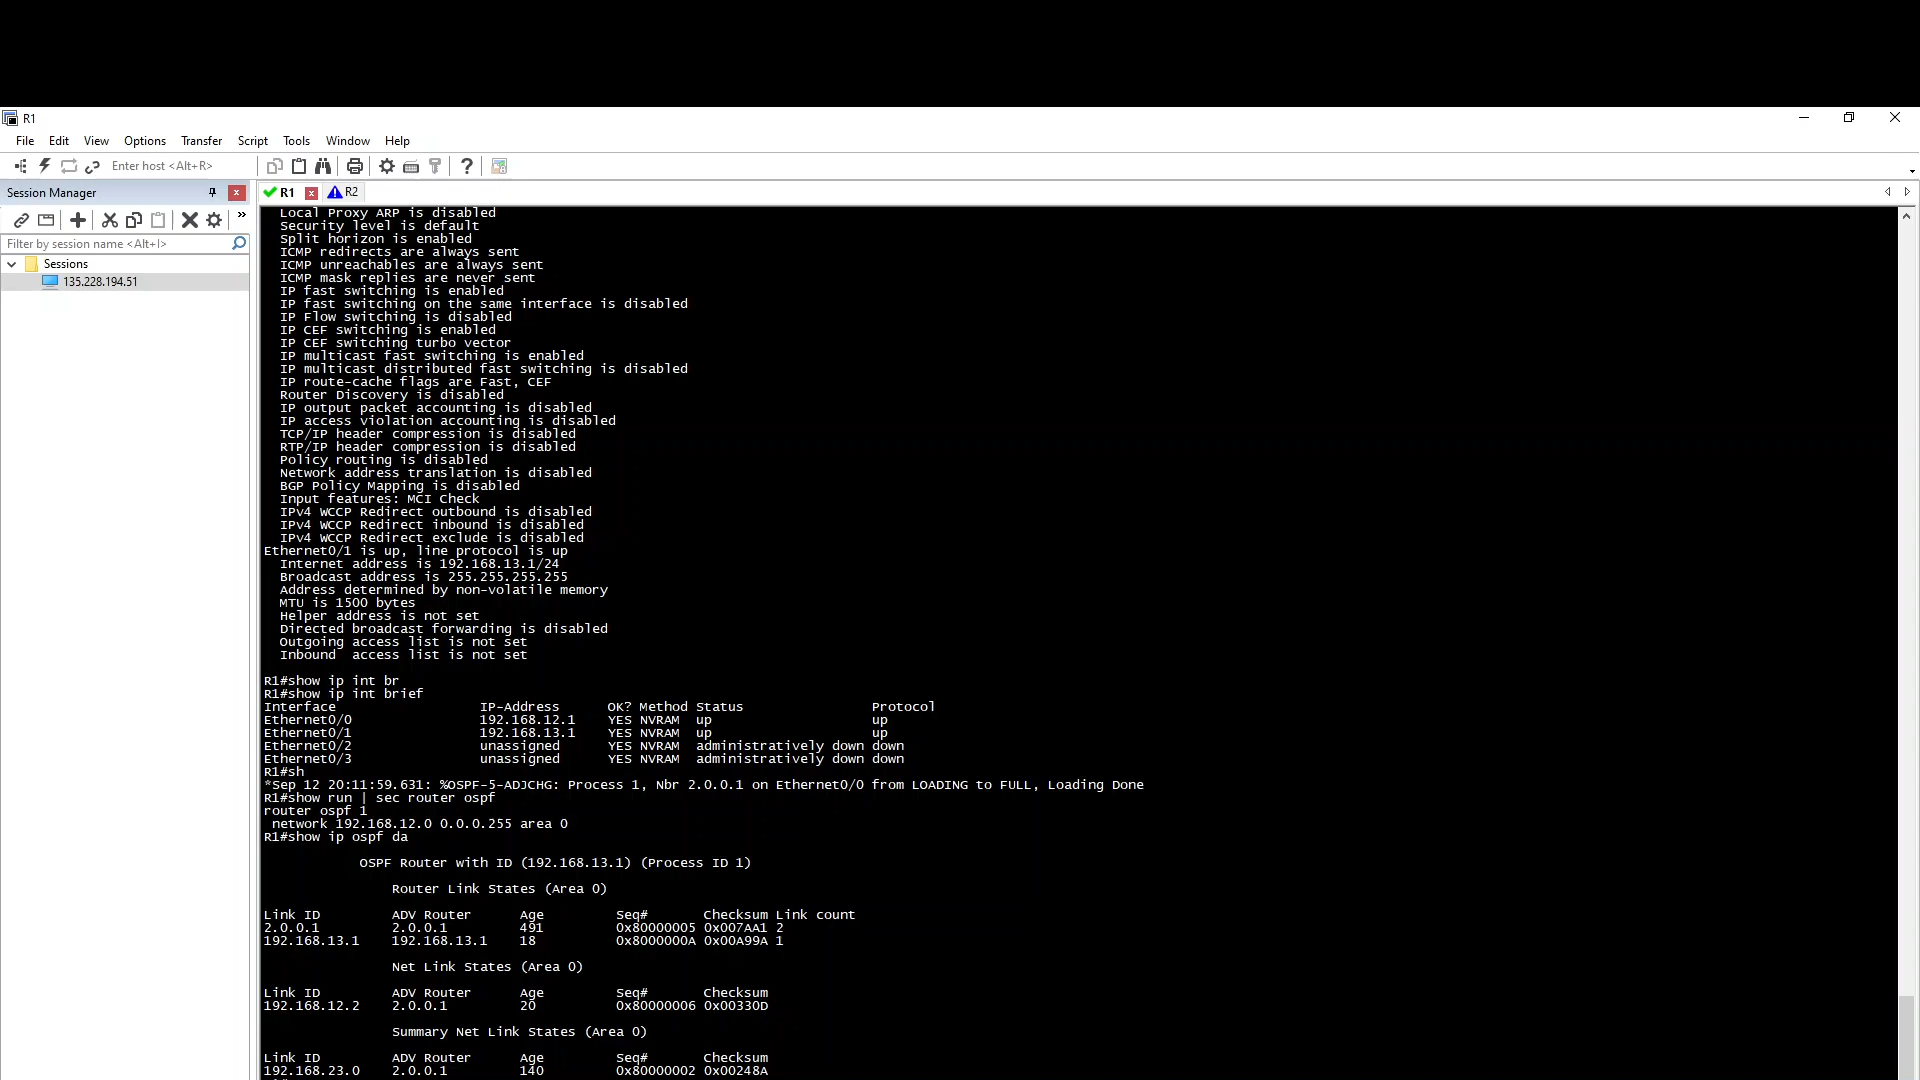 R1
File Edit View Options Transfer Script Tools Window Help
Enter host <Alt+R>
Session Manager
R1 R2
Filter by session name <Alt+I>
Sessions
135.228.194.51
Local Proxy ARP is disabled
Security level is default
Split horizon is enabled
ICMP redirects are always sent
ICMP unreachables are always sent
ICMP mask replies are never sent
IP fast switching is enabled
IP fast switching on the same interface is disabled
IP Flow switching is disabled
IP CEF switching is enabled
IP CEF switching turbo vector
IP multicast fast switching is enabled
IP multicast distributed fast switching is disabled
IP route-cache flags are Fast, CEF
Router Discovery is disabled
IP output packet accounting is disabled
IP access violation accounting is disabled
TCP/IP header compression is disabled
RTP/IP header compression is disabled
Policy routing is disabled
Network address translation is disabled
BGP Policy Mapping is disabled
Input features: MCI Check
IPv4 WCCP Redirect outbound is disabled
IPv4 WCCP Redirect inbound is disabled
IPv4 WCCP Redirect exclude is disabled
Ethernet0/1 is up, line protocol is up
Internet address is 192.168.13.1/24
Broadcast address is 255.255.255.255
Address determined by non-volatile memory
MTU is 1500 bytes
Helper address is not set
Directed broadcast forwarding is disabled
Outgoing access list is not set
Inbound  access list is not set
R1#show ip int br
R1#show ip int brief
Interface IP-Address OK? Method Status Protocol
Ethernet0/0 192.168.12.1 YES NVRAM up up
Ethernet0/1 192.168.13.1 YES NVRAM up up
Ethernet0/2 unassigned YES NVRAM administratively down down
Ethernet0/3 unassigned YES NVRAM administratively down down
R1#sh
*Sep 12 20:11:59.631: %OSPF-5-ADJCHG: Process 1, Nbr 2.0.0.1 on Ethernet0/0 from LOADING to FULL, Loading Done
R1#show run | sec router ospf
router ospf 1
network 192.168.12.0 0.0.0.255 area 0
R1#show ip ospf da
OSPF Router with ID (192.168.13.1) (Process ID 1)
Router Link States (Area 0)
Link ID ADV Router Age Seq# Checksum Link count
2.0.0.1 2.0.0.1 491 0x80000005 0x007AA1 2
192.168.13.1 192.168.13.1 18 0x8000000A 0x00A99A 1
Net Link States (Area 0)
Link ID ADV Router Age Seq# Checksum
192.168.12.2 2.0.0.1 20 0x80000006 0x00330D
Summary Net Link States (Area 0)
Link ID ADV Router Age Seq# Checksum
192.168.23.0 2.0.0.1 140 0x80000002 0x00248A